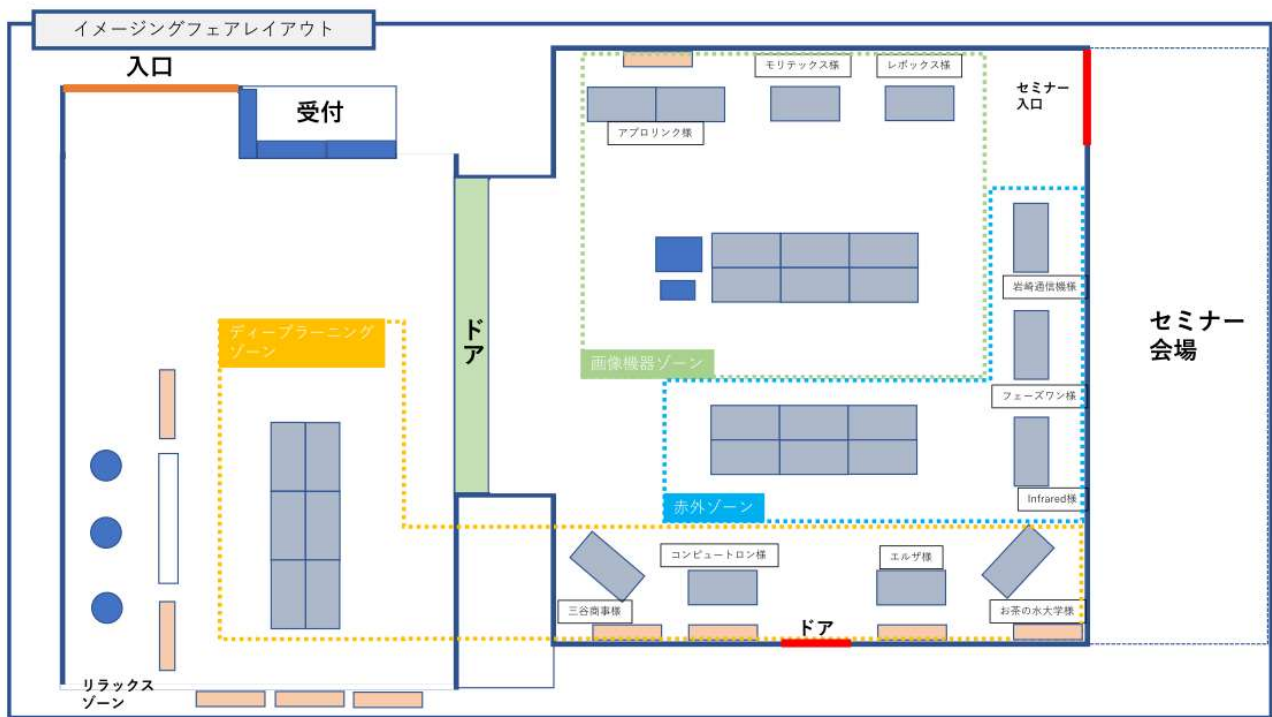 イメージングフェアレイアウト
入口
受付
モリテックス様
レボックス様
セミナー
入口
アプロリンク様
岩崎通信機様
セミナー
会場
ドア
ディープラーニング
ゾーン
画像機器ゾーン
フェーズワン様
赤外ゾーン
Infrared様
コンピュートロン様
エルザ様
三谷商事様
お茶の水大学様
ドア
リラックス
ゾーン